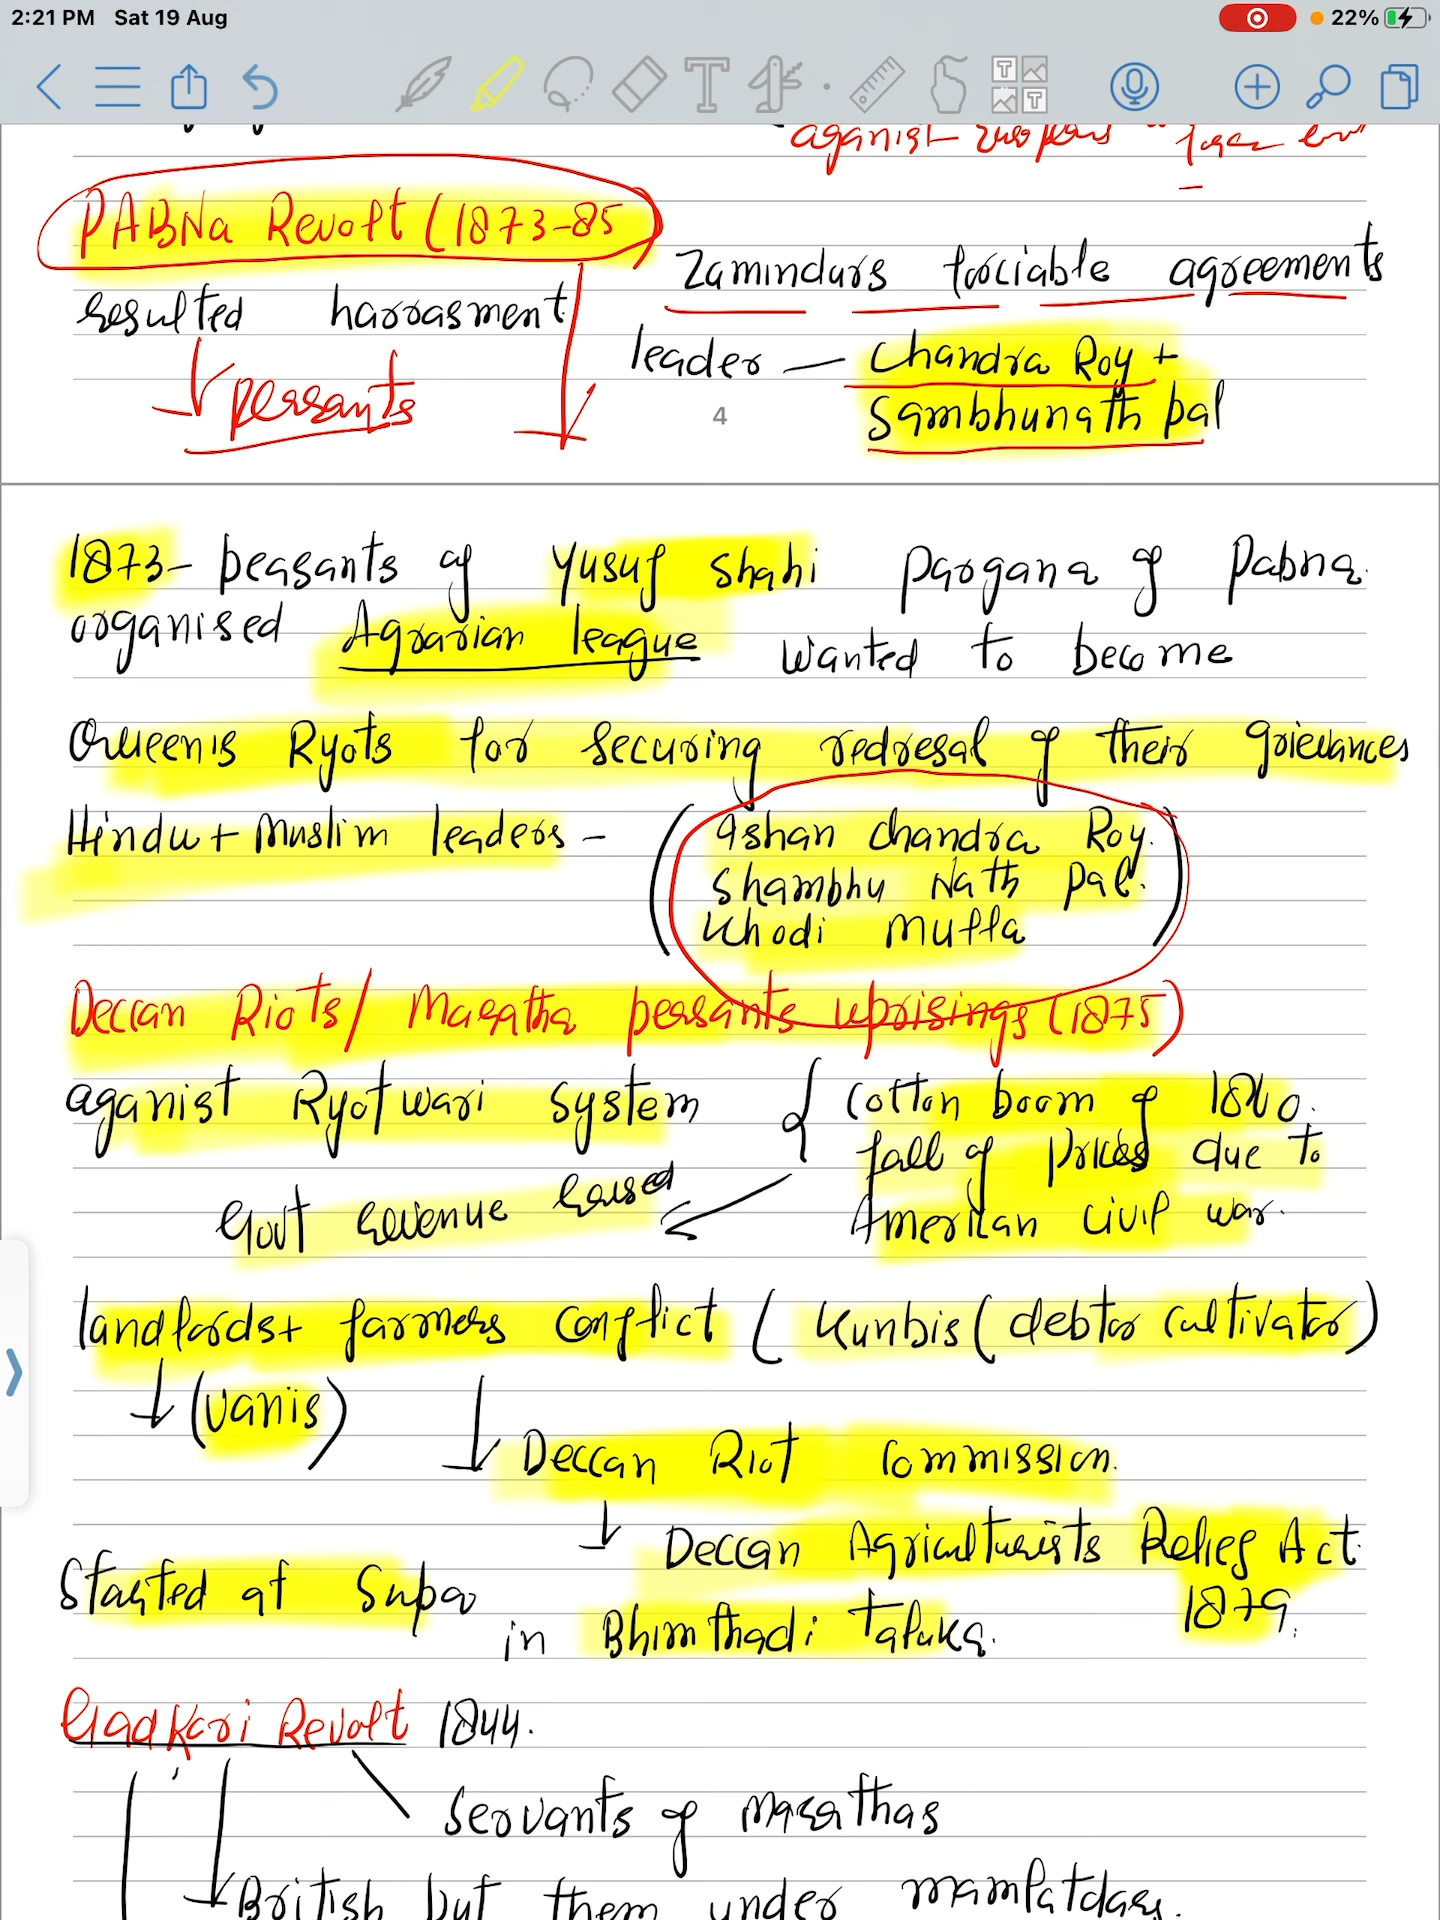 2:21 PM Sat 19 Aug
22%
aganist
PABNa Revolt (1873-85
Zamindars forciable agreements
resulted harrasment
leader — Chandra Roy +
peasants
4
Sambhunath pal
1873- peasants of Yusuf Shahi Pargana of Pabna.
organised Agrarian league wanted to become
Queen's Ryots for securing redresal of their grievances
Hindu + Muslim leaders - (Ishan Chandra Roy.
Shambhu Nath Pal.
Khodi Mulla)
Deccan Riots/ Maratha peasants uprisings (1875)
aganist Ryotwari system { Cotton boom of 1860.
fall of prices due to
Govt revenue raised
American civil war.
landlords+ farmers conflict ( Kunbis (debtor cultivator)
(vanis)
Deccan Riot Commission.
Deccan Agriculturists Relief Act
Started at Supa
1879.
in Bhimthadi Taluka.
Gadkari Revolt 1844.
Servants of Marathas
British put them under mamlatdars.